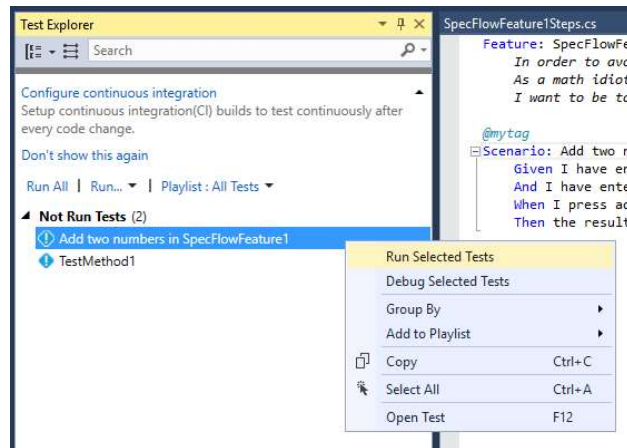 Test Explorer
Search
Configure continuous integration
Setup continuous integration(CI) builds to test continuously after
every code change.
Don't show this again
Run All | Run... | Playlist : All Tests
Not Run Tests (2)
Add two numbers in SpecFlowFeature1
TestMethod1
Run Selected Tests
Debug Selected Tests
Group By
Add to Playlist
Copy Ctrl+C
Select All Ctrl+A
Open Test F12
SpecFlowFeature1Steps.cs
Feature: SpecFlowFe
In order to avo
As a math idiot
I want to be to
@mytag
Scenario: Add two n
Given I have en
And I have ente
When I press ad
Then the result